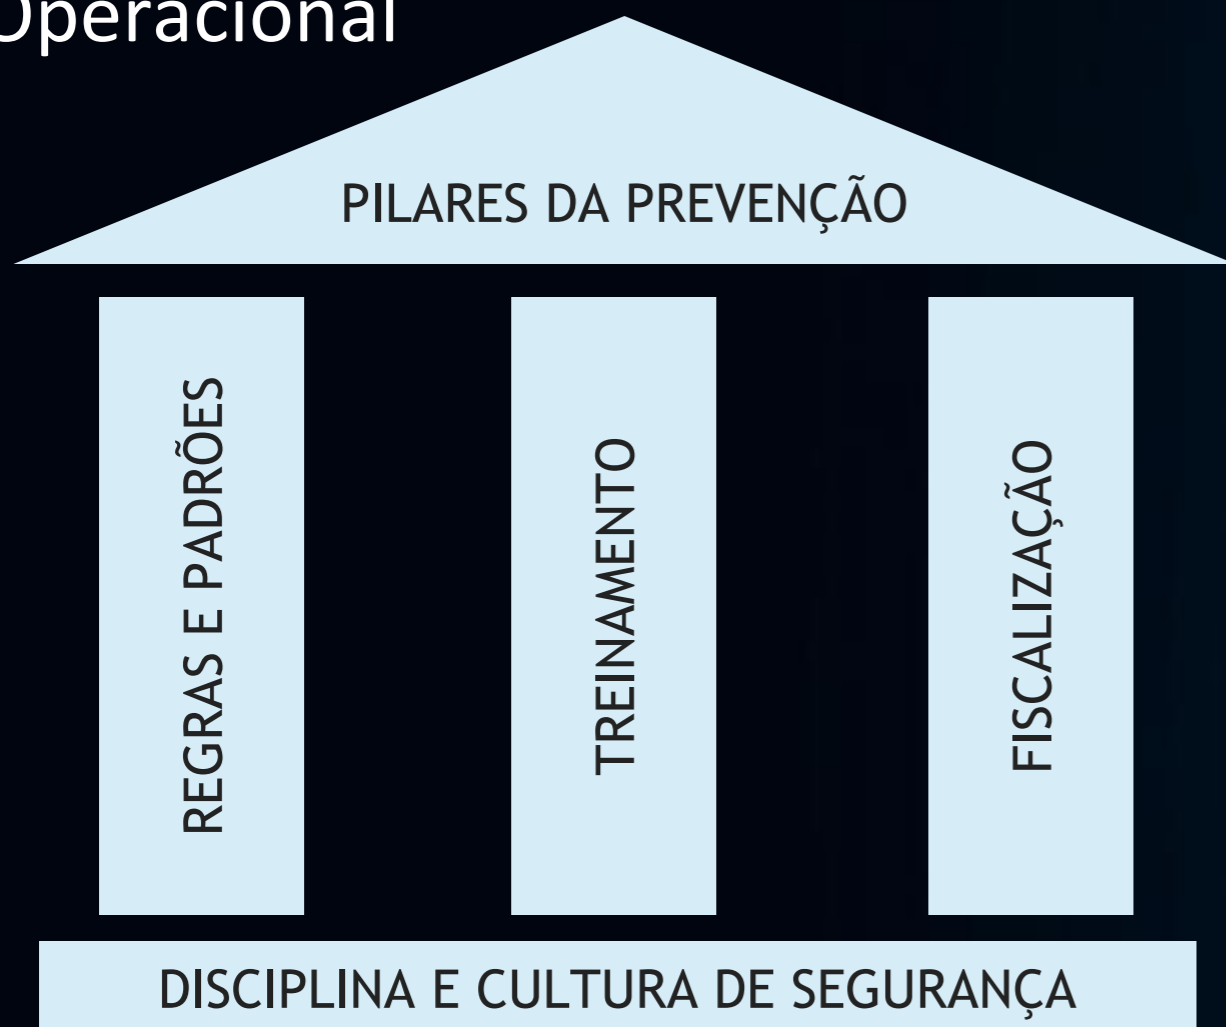 Operacional
PILARES DA PREVENÇÃO
REGRAS E PADRÕES
TREINAMENTO
FISCALIZAÇÃO
DISCIPLINA E CULTURA DE SEGURANÇA